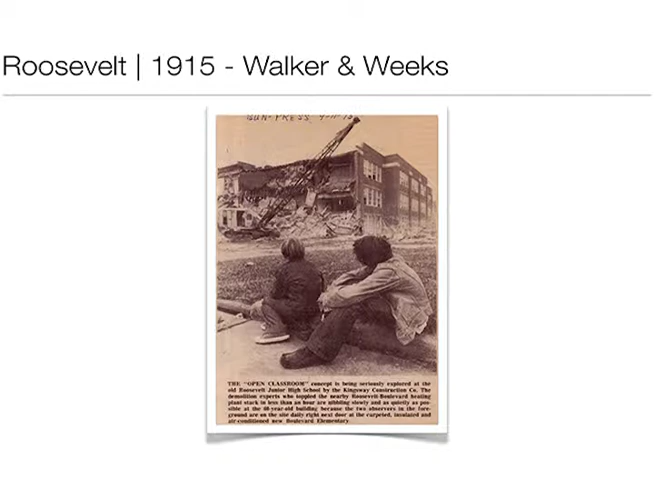 Roosevelt | 1915 - Walker & Weeks
SUN-PRESS
THE "OPEN CLASSROOM" concept is being seriously explored at the
old Roosevelt Junior High School by the Kingsway Construction Co. The
demolition experts who toppled the nearby Roosevelt-Boulevard heating
plant stack in less than an hour are nibbling slowly and as quietly as pos-
sible at the 60-year-old building because the two observers in the fore-
ground are on the site daily right next door at the carpeted, insulated and
air-conditioned new Boulevard Elementary.